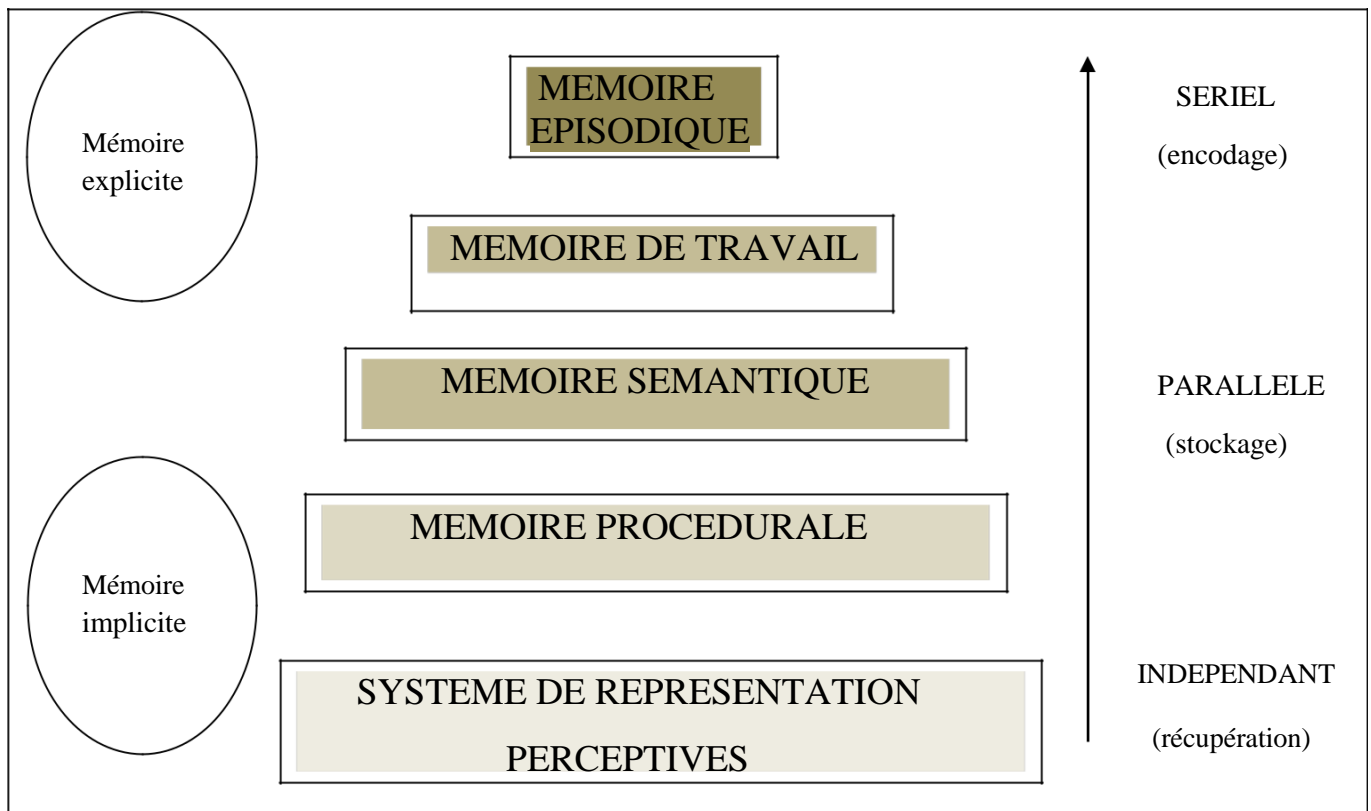 Mémoire
explicite
MEMOIRE
EPISODIQUE
SERIEL
(encodage)
MEMOIRE DE TRAVAIL
MEMOIRE SEMANTIQUE
PARALLELE
(stockage)
MEMOIRE PROCEDURALE
Mémoire
implicite
SYSTEME DE REPRESENTATION
PERCEPTIVES
INDEPENDANT
(récupération)